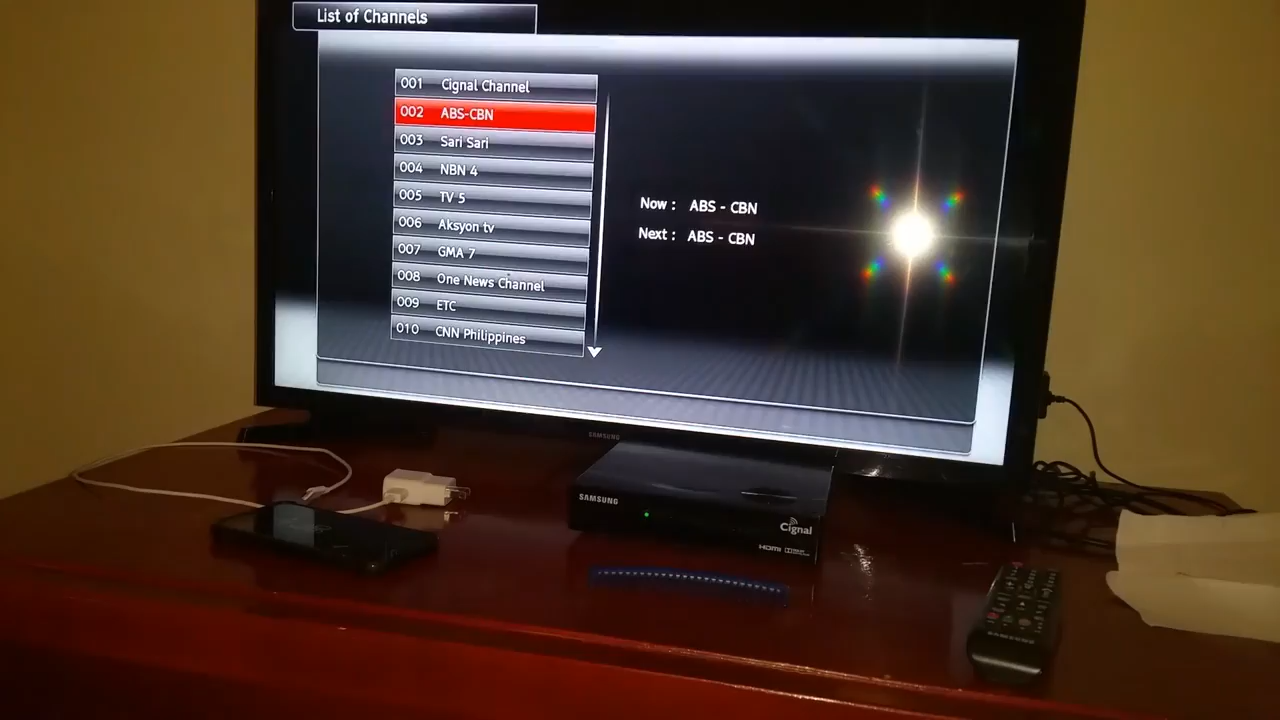 List of Channels
001 Cignal Channel
002 ABS-CBN
003 Sari Sari
004 NBN 4
005 TV 5
006 Aksyon tv
007 GMA 7
008 One News Channel
009 ETC
010 CNN Philippines
Now : ABS - CBN
Next : ABS - CBN
SAMSUNG
SAMSUNG
Cignal
HDMI
SAMSUNG